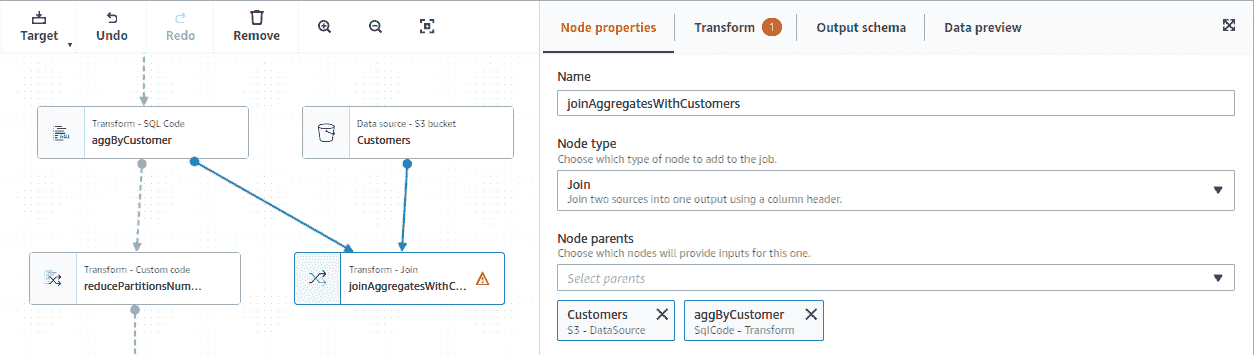 Target
Undo
Redo
Remove
Transform - SQL Code
aggByCustomer
Data source - S3 bucket
Customers
Transform - Custom code
reducePartitionsNum...
Transform - Join
joinAggregatesWithC...
Node properties
Transform 1
Output schema
Data preview
Name
joinAggregatesWithCustomers
Node type
Choose which type of node to add to the job.
Join
Join two sources into one output using a column header.
Node parents
Choose which nodes will provide inputs for this one.
Select parents
Customers
S3 - DataSource
aggByCustomer
SqlCode - Transform